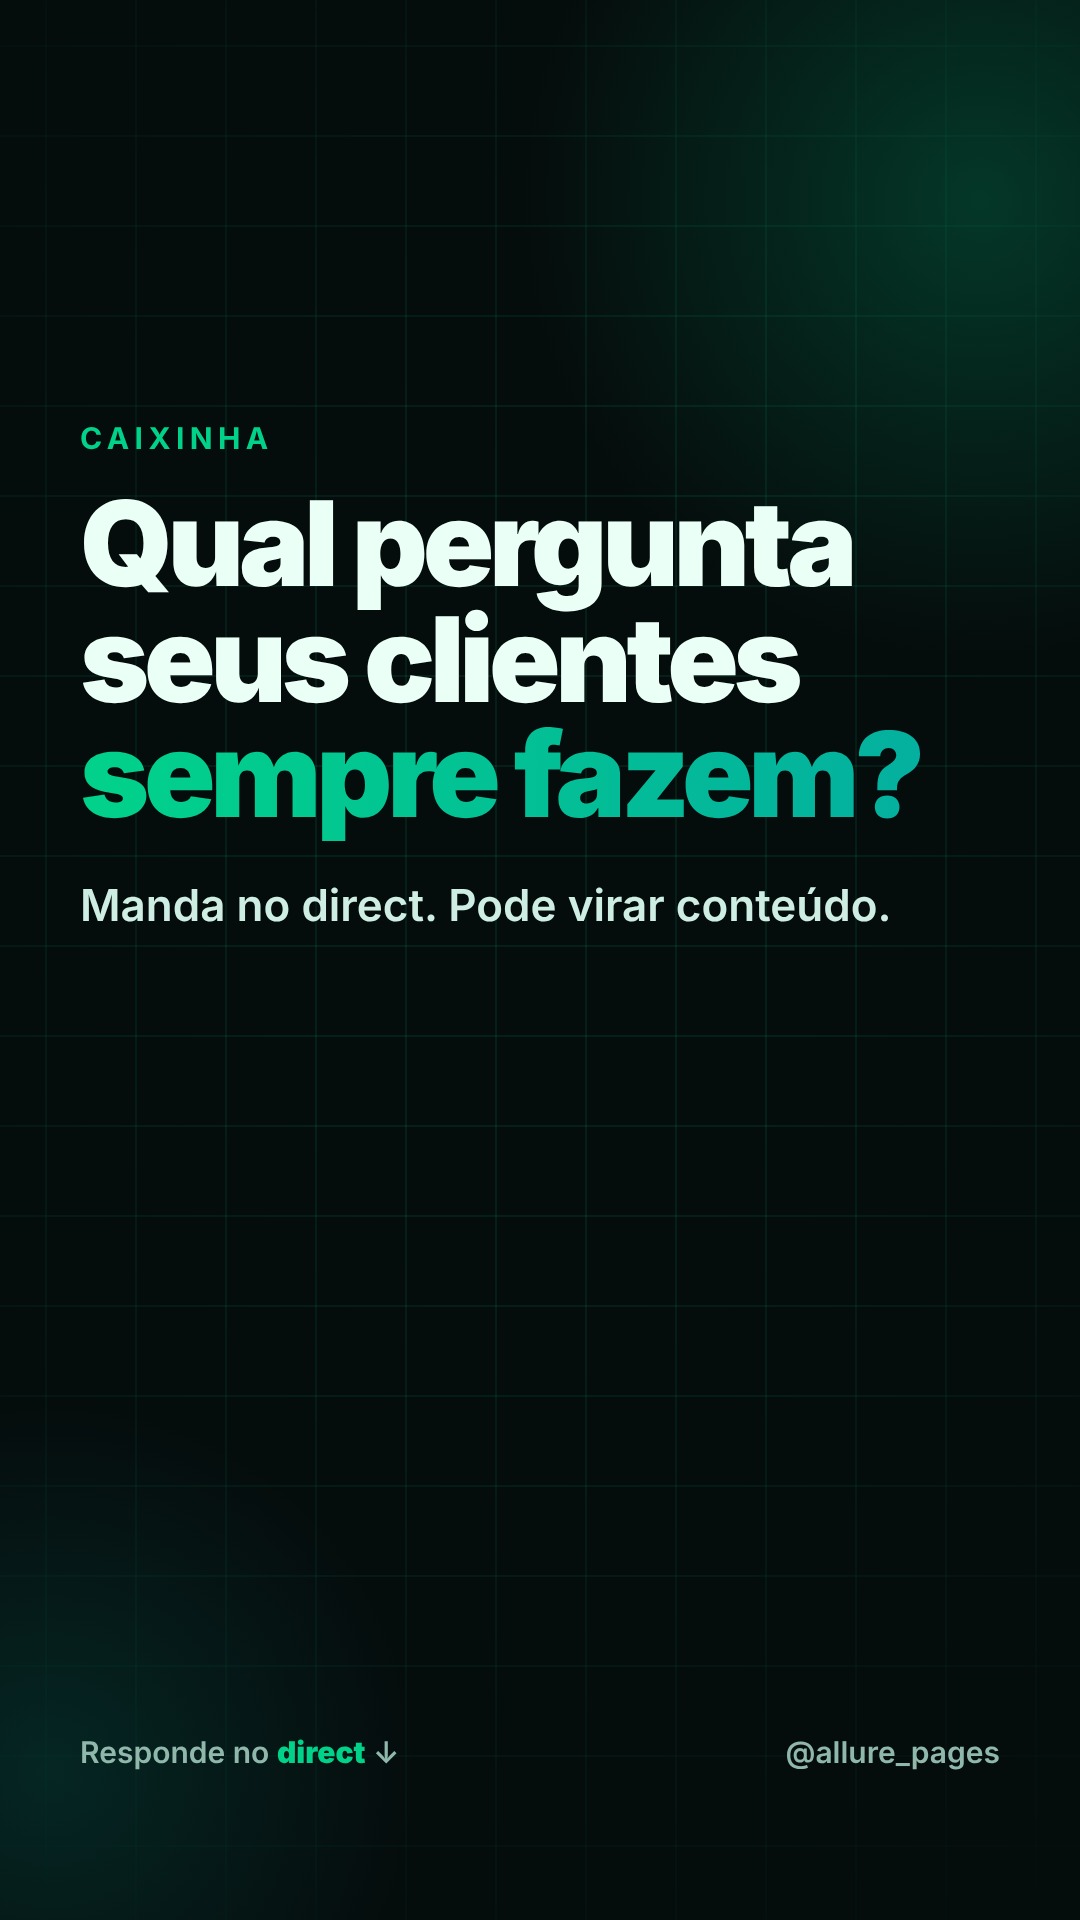 CAIXINHA
Qual pergunta
seus clientes
sempre fazem?
Manda no direct. Pode virar conteúdo.
Responde no direct ↓
@allure_pages